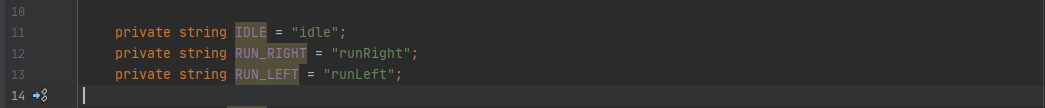 10
11 private string IDLE = "idle";
12 private string RUN_RIGHT = "runRight";
13 private string RUN_LEFT = "runLeft";
14